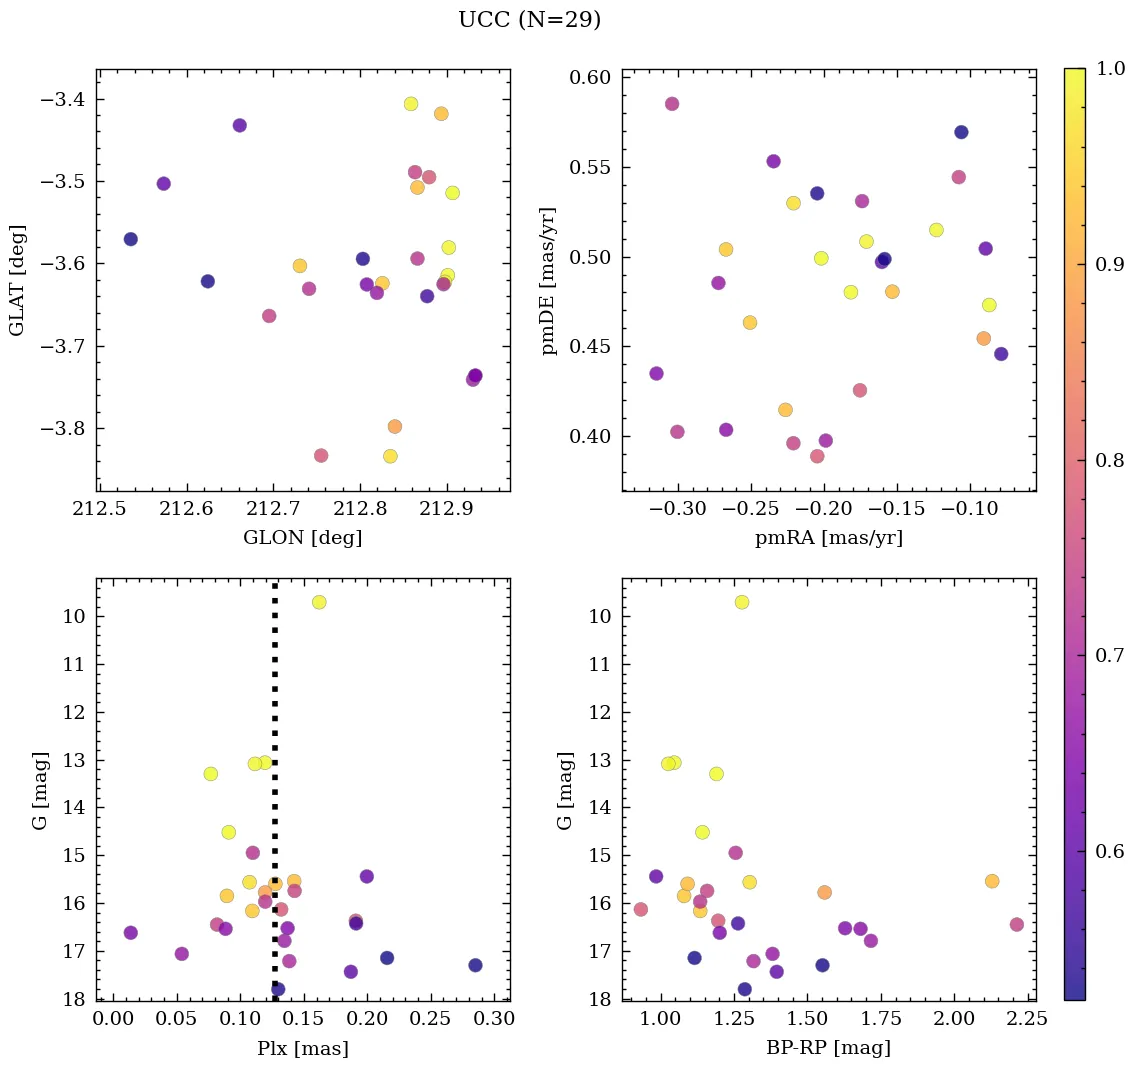 UCC (N=29)
−3.4
−3.5
−3.6
−3.7
−3.8
GLAT [deg]
212.5 212.6 212.7 212.8 212.9
GLON [deg]
0.60
0.55
0.50
0.45
0.40
pmDE [mas/yr]
−0.30 −0.25 −0.20 −0.15 −0.10
pmRA [mas/yr]
10
11
12
13
14
15
16
17
18
G [mag]
0.00 0.05 0.10 0.15 0.20 0.25 0.30
Plx [mas]
10
11
12
13
14
15
16
17
18
G [mag]
1.00 1.25 1.50 1.75 2.00 2.25
BP-RP [mag]
1.0
0.9
0.8
0.7
0.6